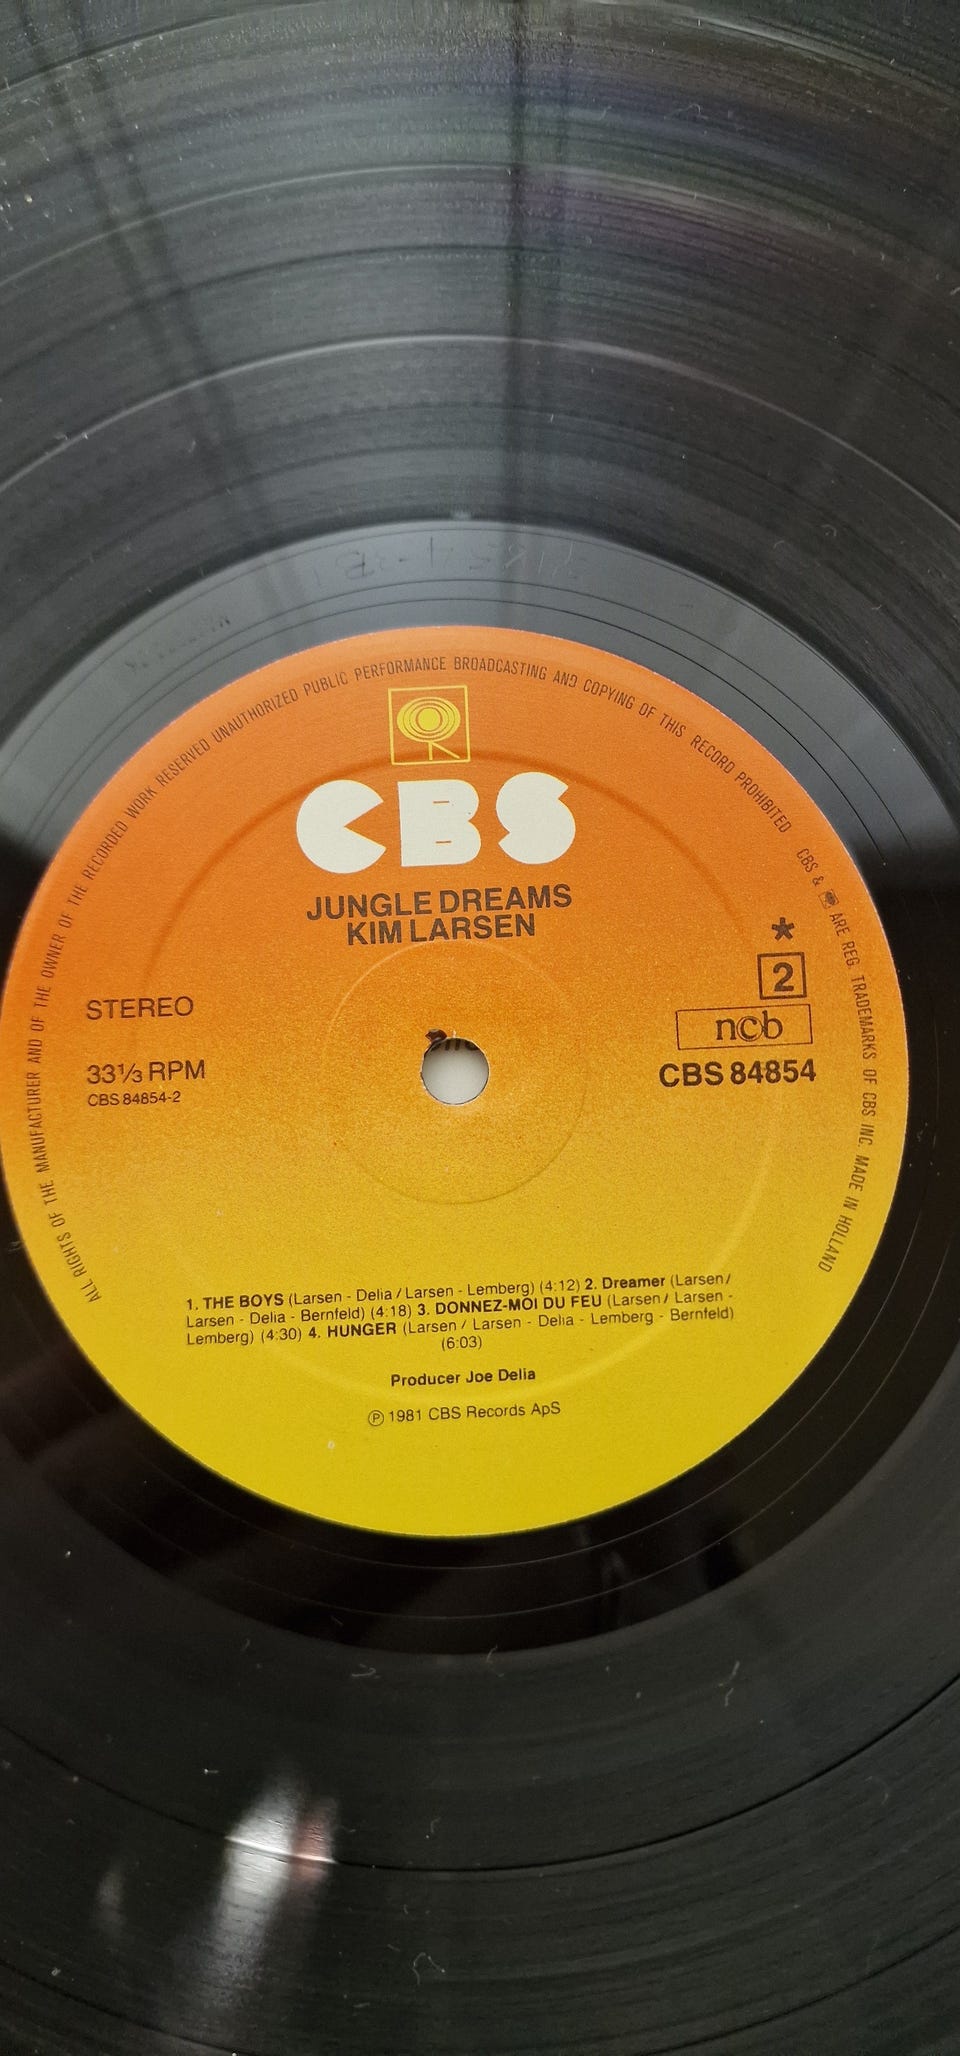 ALL RIGHTS OF THE MANUFACTURER AND OF THE OWNER OF THE RECORDED WORK RESERVED UNAUTHORIZED PUBLIC PERFORMANCE BROADCASTING AND COPYING OF THIS RECORD PROHIBITED CBS & ARE REG. TRADEMARKS OF CBS INC. MADE IN HOLLAND
CBS
JUNGLE DREAMS
KIM LARSEN
*
2
STEREO
ncb
33⅓ RPM
CBS 84854
CBS 84854-2
1. THE BOYS (Larsen - Delia / Larsen - Lemberg) (4:12) 2. Dreamer (Larsen /
Larsen - Delia - Bernfeld) (4:18) 3. DONNEZ-MOI DU FEU (Larsen / Larsen -
Lemberg) (4:30) 4. HUNGER (Larsen / Larsen - Delia - Lemberg - Bernfeld)
(6:03)
Producer Joe Delia
℗ 1981 CBS Records ApS